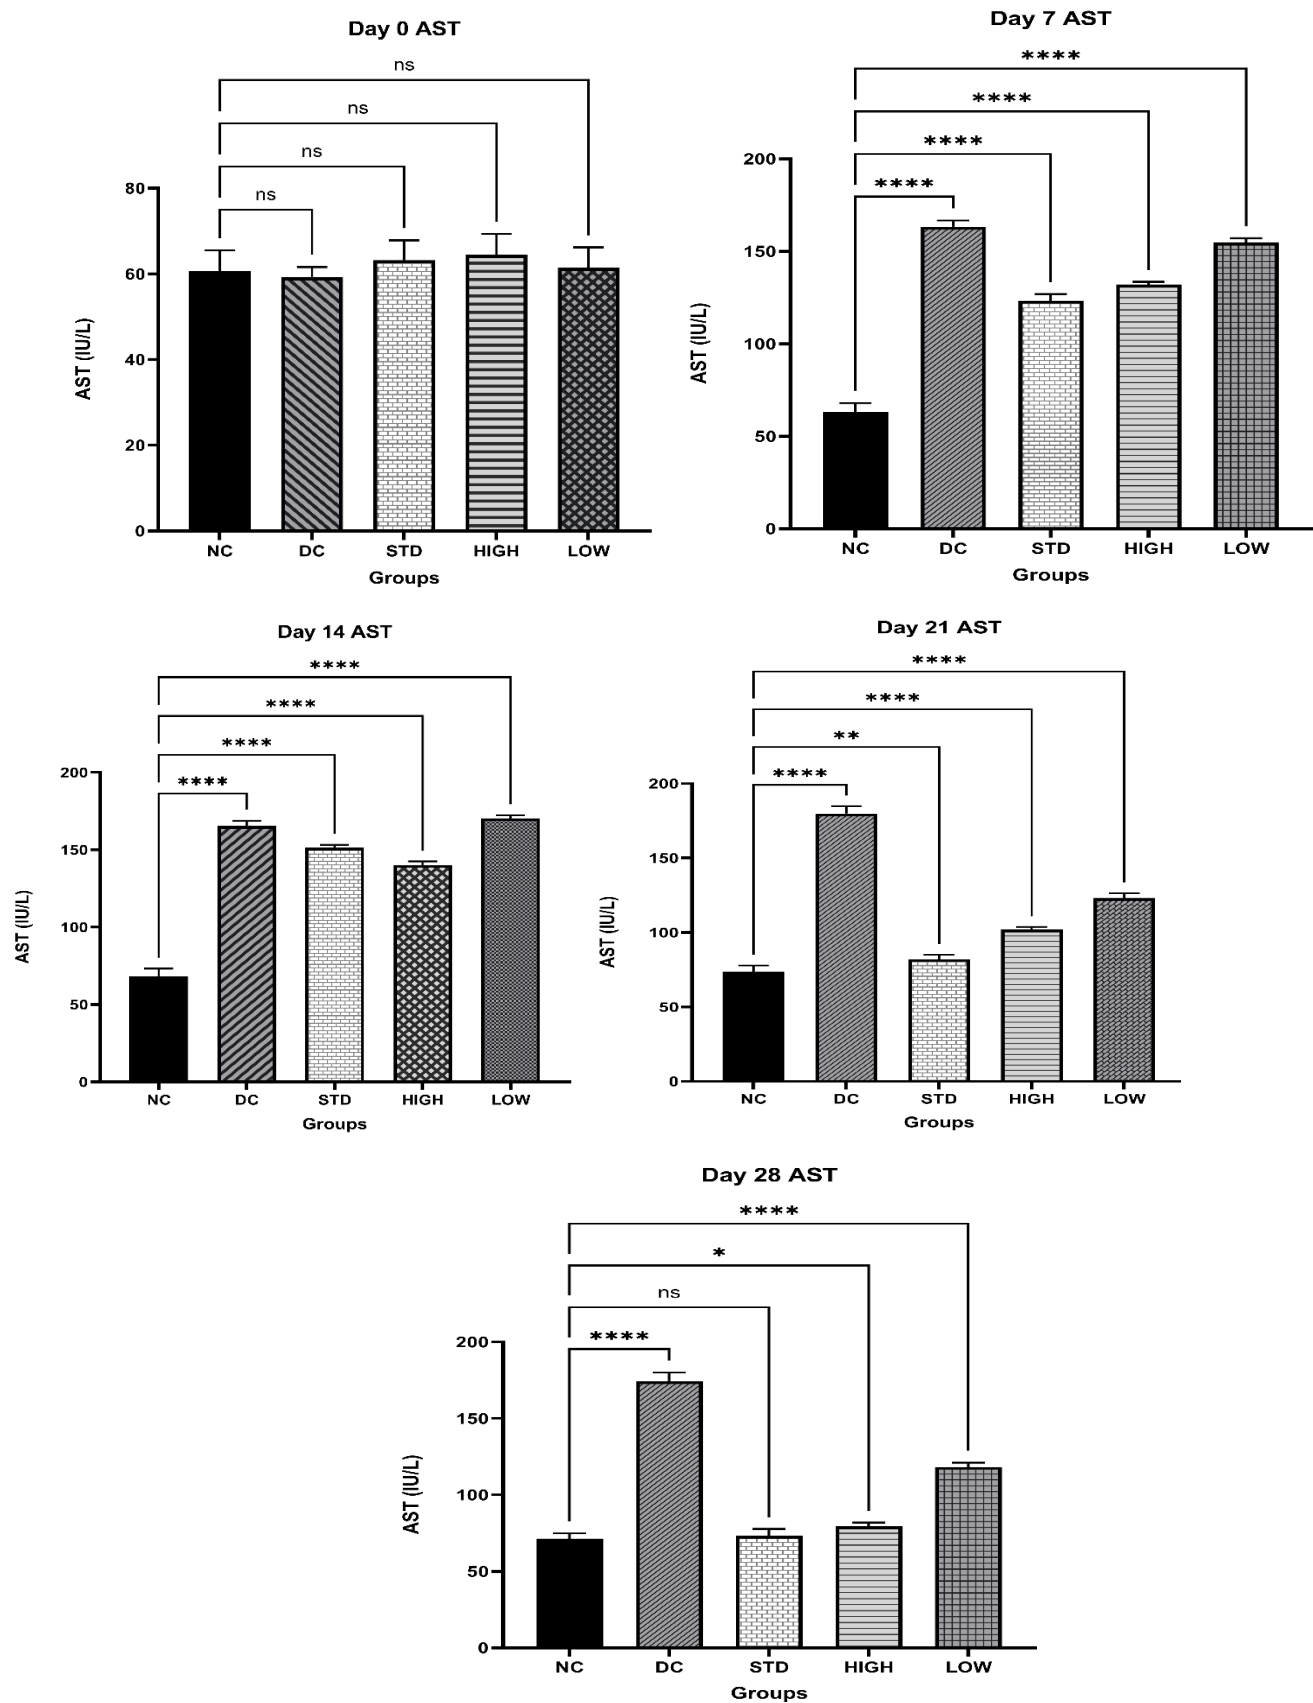 Day 0 AST
ns
ns
ns
ns
80
60
40
20
0
AST (IU/L)
NC DC STD HIGH LOW
Groups
Day 7 AST
****
****
****
****
200
150
100
50
0
AST (IU/L)
NC DC STD HIGH LOW
Groups
Day 14 AST
****
****
****
****
200
150
100
50
0
AST (IU/L)
NC DC STD HIGH LOW
Groups
Day 21 AST
****
****
**
****
200
150
100
50
0
AST (IU/L)
NC DC STD HIGH LOW
Groups
Day 28 AST
****
*
ns
****
200
150
100
50
0
AST (IU/L)
NC DC STD HIGH LOW
Groups